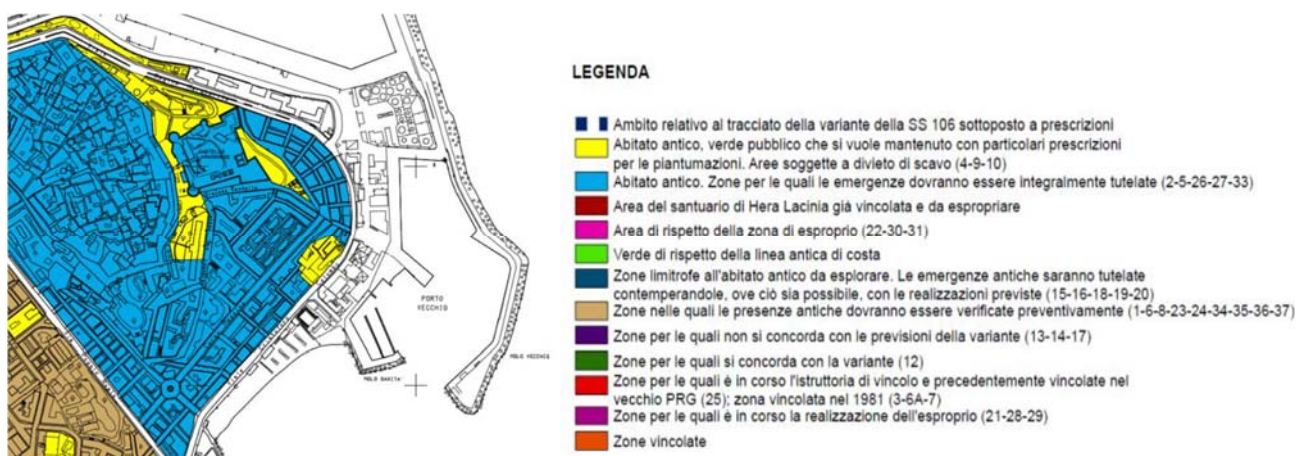 LEGENDA
Ambito relativo al tracciato della variante della SS 106 sottoposto a prescrizioni
Abitato antico, verde pubblico che si vuole mantenuto con particolari prescrizioni
per le piantumazioni. Aree soggette a divieto di scavo (4-9-10)
Abitato antico. Zone per le quali le emergenze dovranno essere integralmente tutelate (2-5-26-27-33)
Area del santuario di Hera Lacinia già vincolata e da espropriare
Area di rispetto della zona di esproprio (22-30-31)
Verde di rispetto della linea antica di costa
Zone limitrofe all'abitato antico da esplorare. Le emergenze antiche saranno tutelate
contemperandole, ove ciò sia possibile, con le realizzazioni previste (15-16-18-19-20)
Zone nelle quali le presenze antiche dovranno essere verificate preventivamente (1-6-8-23-24-34-35-36-37)
Zone per le quali non si concorda con le previsioni della variante (13-14-17)
Zone per le quali si concorda con la variante (12)
Zone per le quali è in corso l'istruttoria di vincolo e precedentemente vincolate nel
vecchio PRG (25); zona vincolata nel 1981 (3-6A-7)
Zone per le quali è in corso la realizzazione dell'esproprio (21-28-29)
Zone vincolate
PORTO
VECCHIO
MOLO VECCHIO
MOLO SANITA'